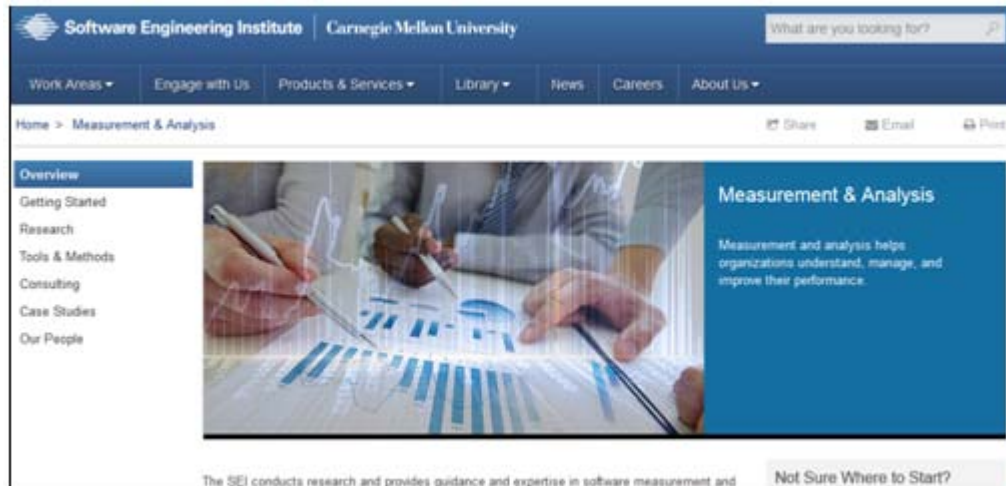 Software Engineering Institute | Carnegie Mellon University
What are you looking for?
Work Areas Engage with Us Products & Services Library News Careers About Us
Home > Measurement & Analysis
Share Email Print
Overview
Getting Started
Research
Tools & Methods
Consulting
Case Studies
Our People
Measurement & Analysis
Measurement and analysis helps
organizations understand, manage, and
improve their performance.
The SEI conducts research and provides guidance and expertise in software measurement and
Not Sure Where to Start?